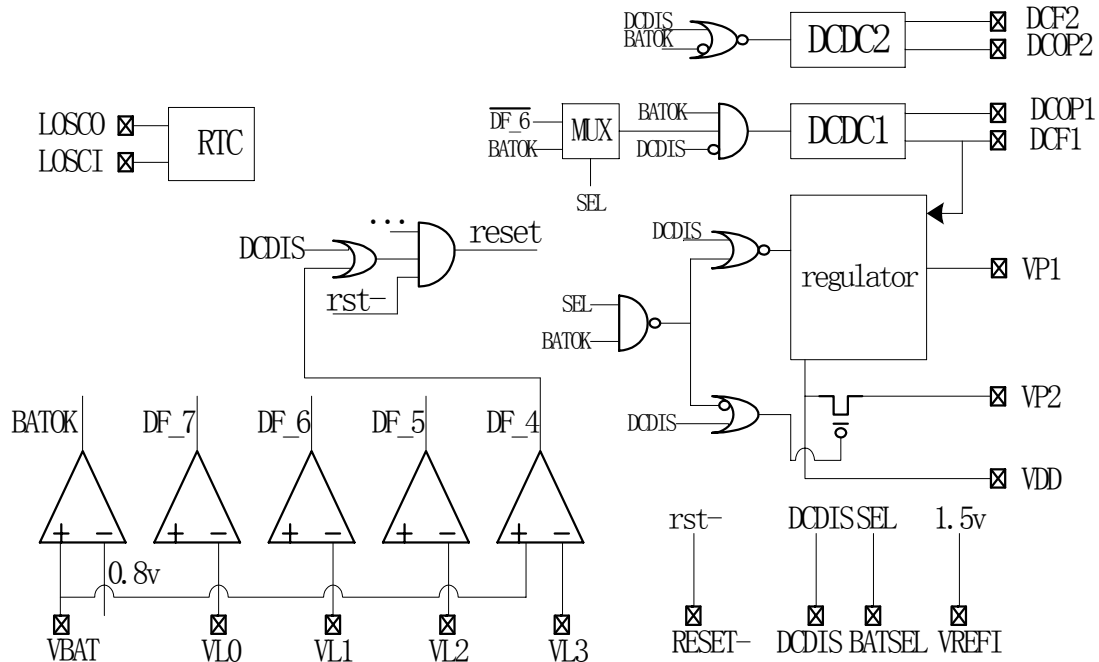 DCDIS
BATOK
DCDC2
DCF2
DCOP2
LOSCO
LOSCI
RTC
DF_6
BATOK
MUX
SEL
BATOK
DCDIS
DCDC1
DCOP1
DCF1
...
DCDIS
reset
rst-
DCDIS
SEL
BATOK
regulator
VP1
DCDIS
VP2
VDD
BATOK
DF_7
DF_6
DF_5
DF_4
+ -
+ -
+ -
+ -
+ -
0.8v
VBAT
VL0
VL1
VL2
VL3
rst-
DCDIS
SEL
1.5v
RESET-
DCDIS
BATSEL
VREFI